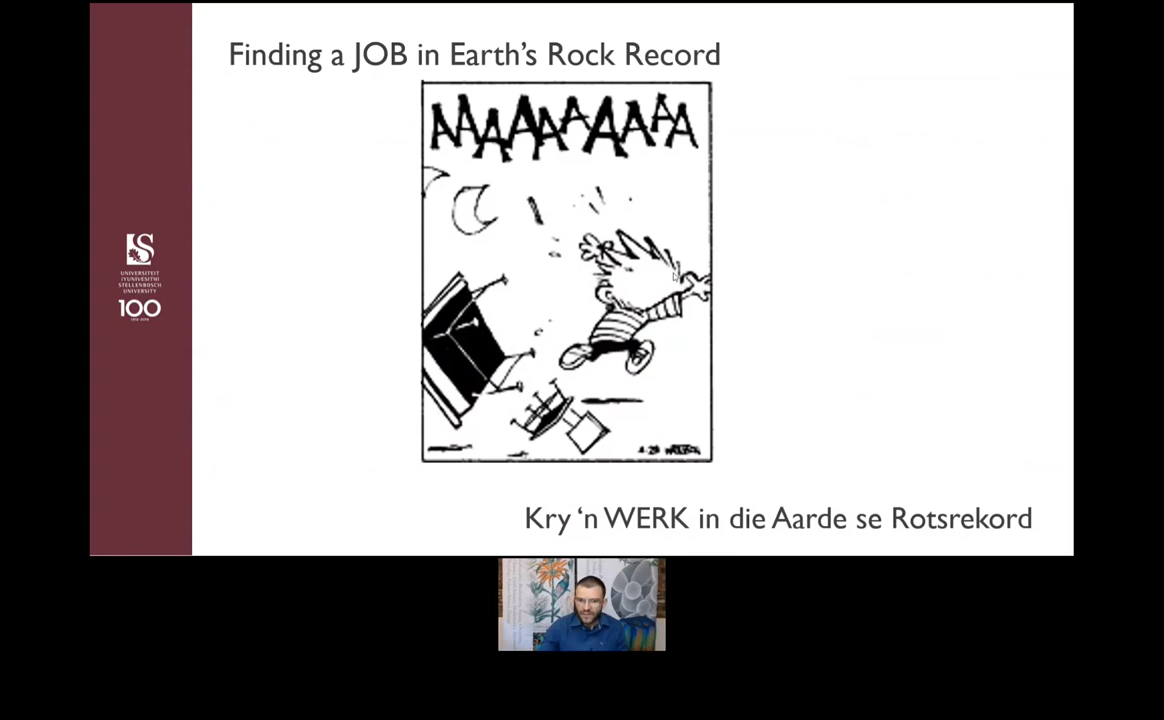 Finding a JOB in Earth's Rock Record
AAAAAAAAAA
UNIVERSITEIT
iYUNIVESITHI
STELLENBOSCH
UNIVERSITY
100
Kry 'n WERK in die Aarde se Rotsrekord